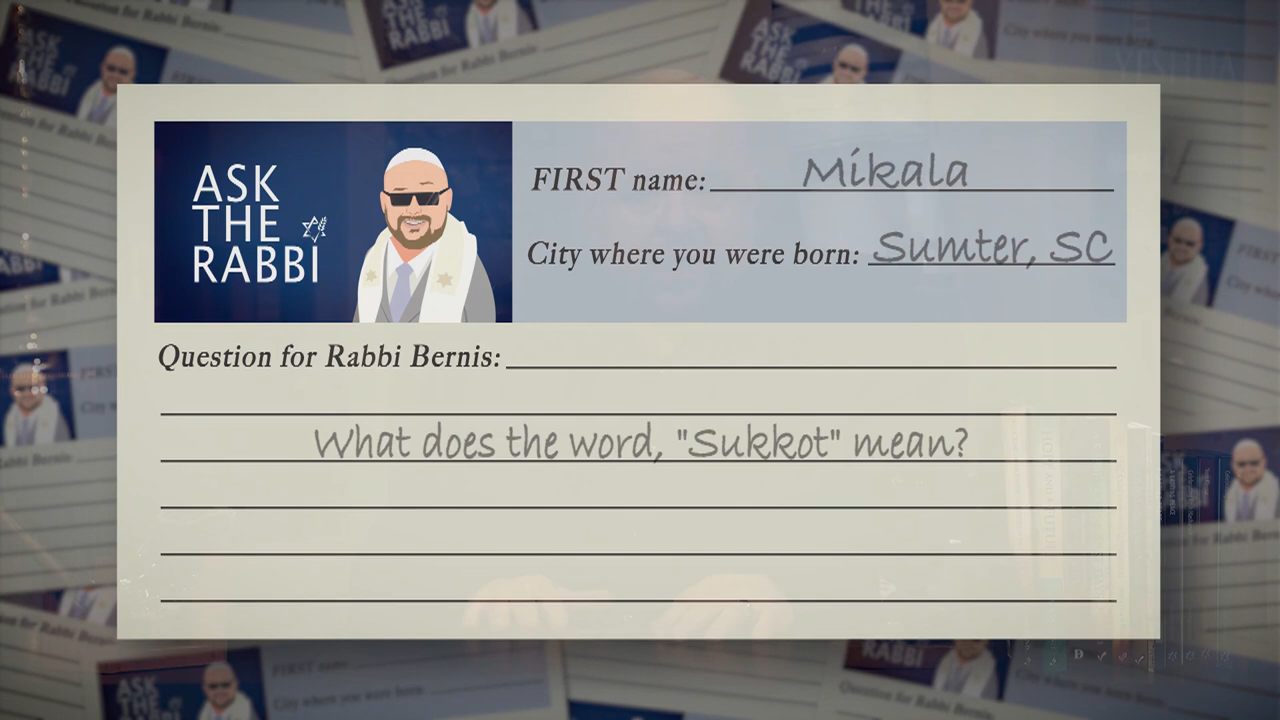 ASK
THE
RABBI
FIRST name: Mikala
City where you were born: Sumter, SC
Question for Rabbi Bernis:
What does the word, "Sukkot" mean?